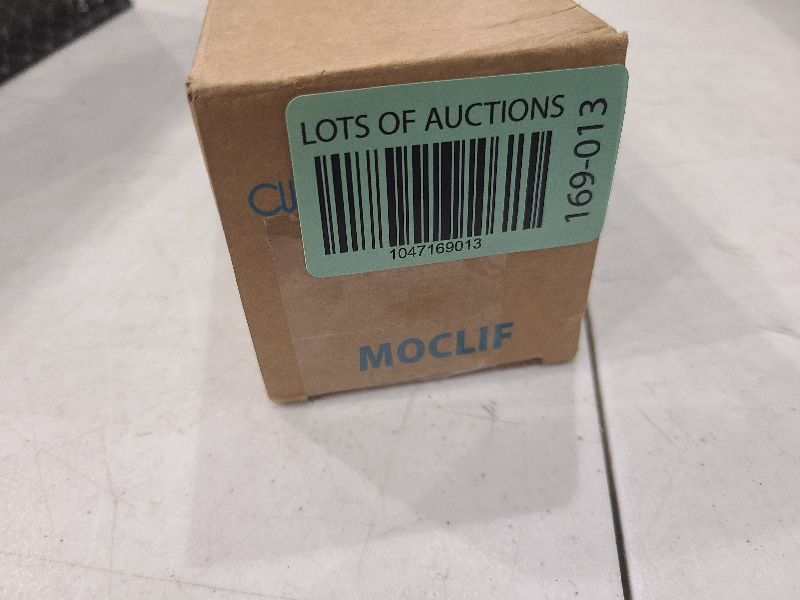 LOTS OF AUCTIONS
1047169013
169-013
MOCLIF